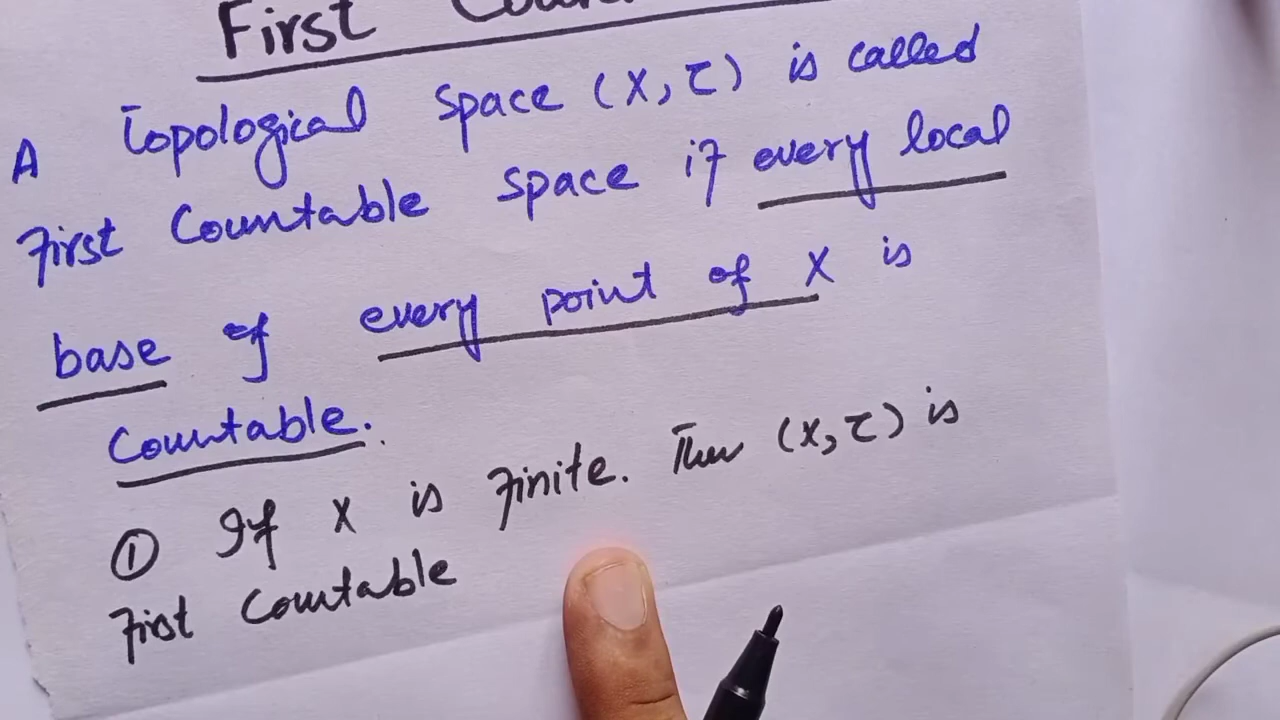 First
A Topological space (X, τ) is called
First Countable space if every local
base of every point of X is
Countable.
① If X is finite. Then (X, τ) is
First Countable